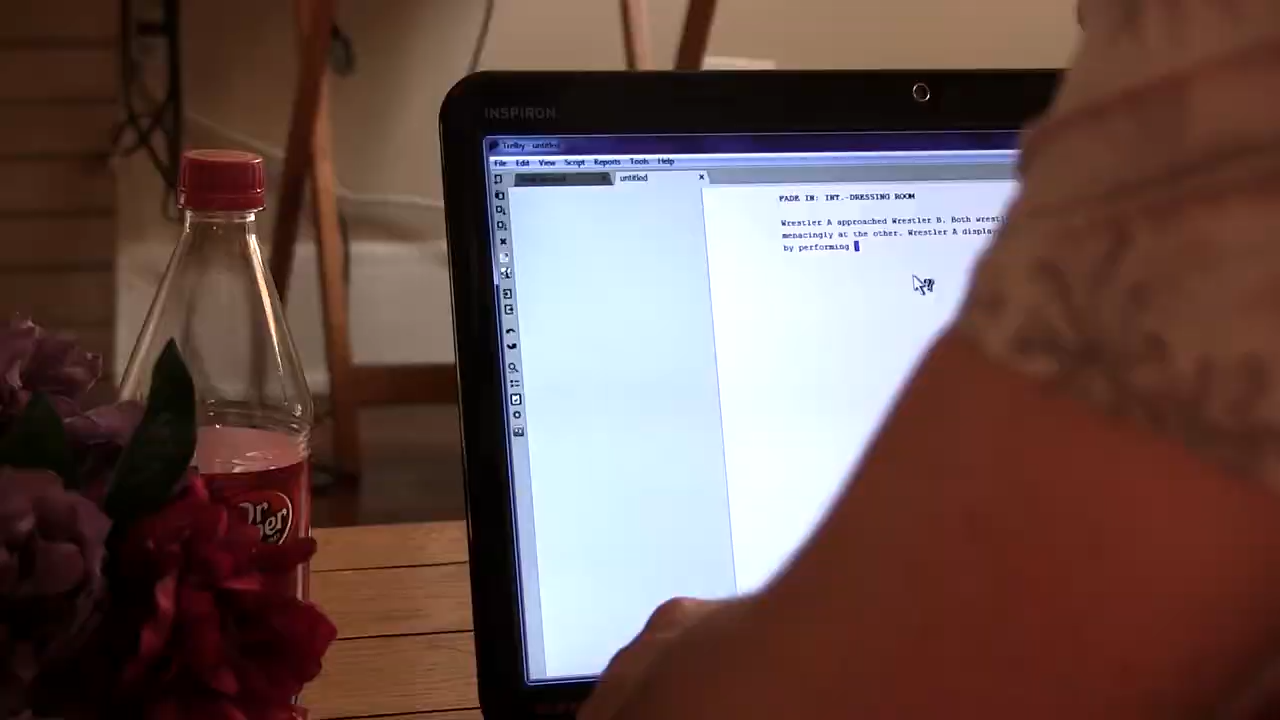 INSPIRON
Trelby - untitled
File Edit View Script Reports Tools Help
untitled
FADE IN: INT.-DRESSING ROOM
Wrestler A approached Wrestler B. Both
menacingly at the other. Wrestler A
by performing
Dr